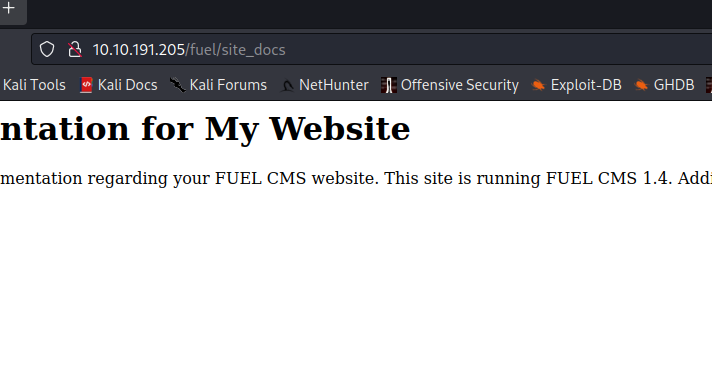 +
10.10.191.205/fuel/site_docs
Kali Tools Kali Docs Kali Forums NetHunter Offensive Security Exploit-DB GHDB
ntation for My Website
mentation regarding your FUEL CMS website. This site is running FUEL CMS 1.4. Addi